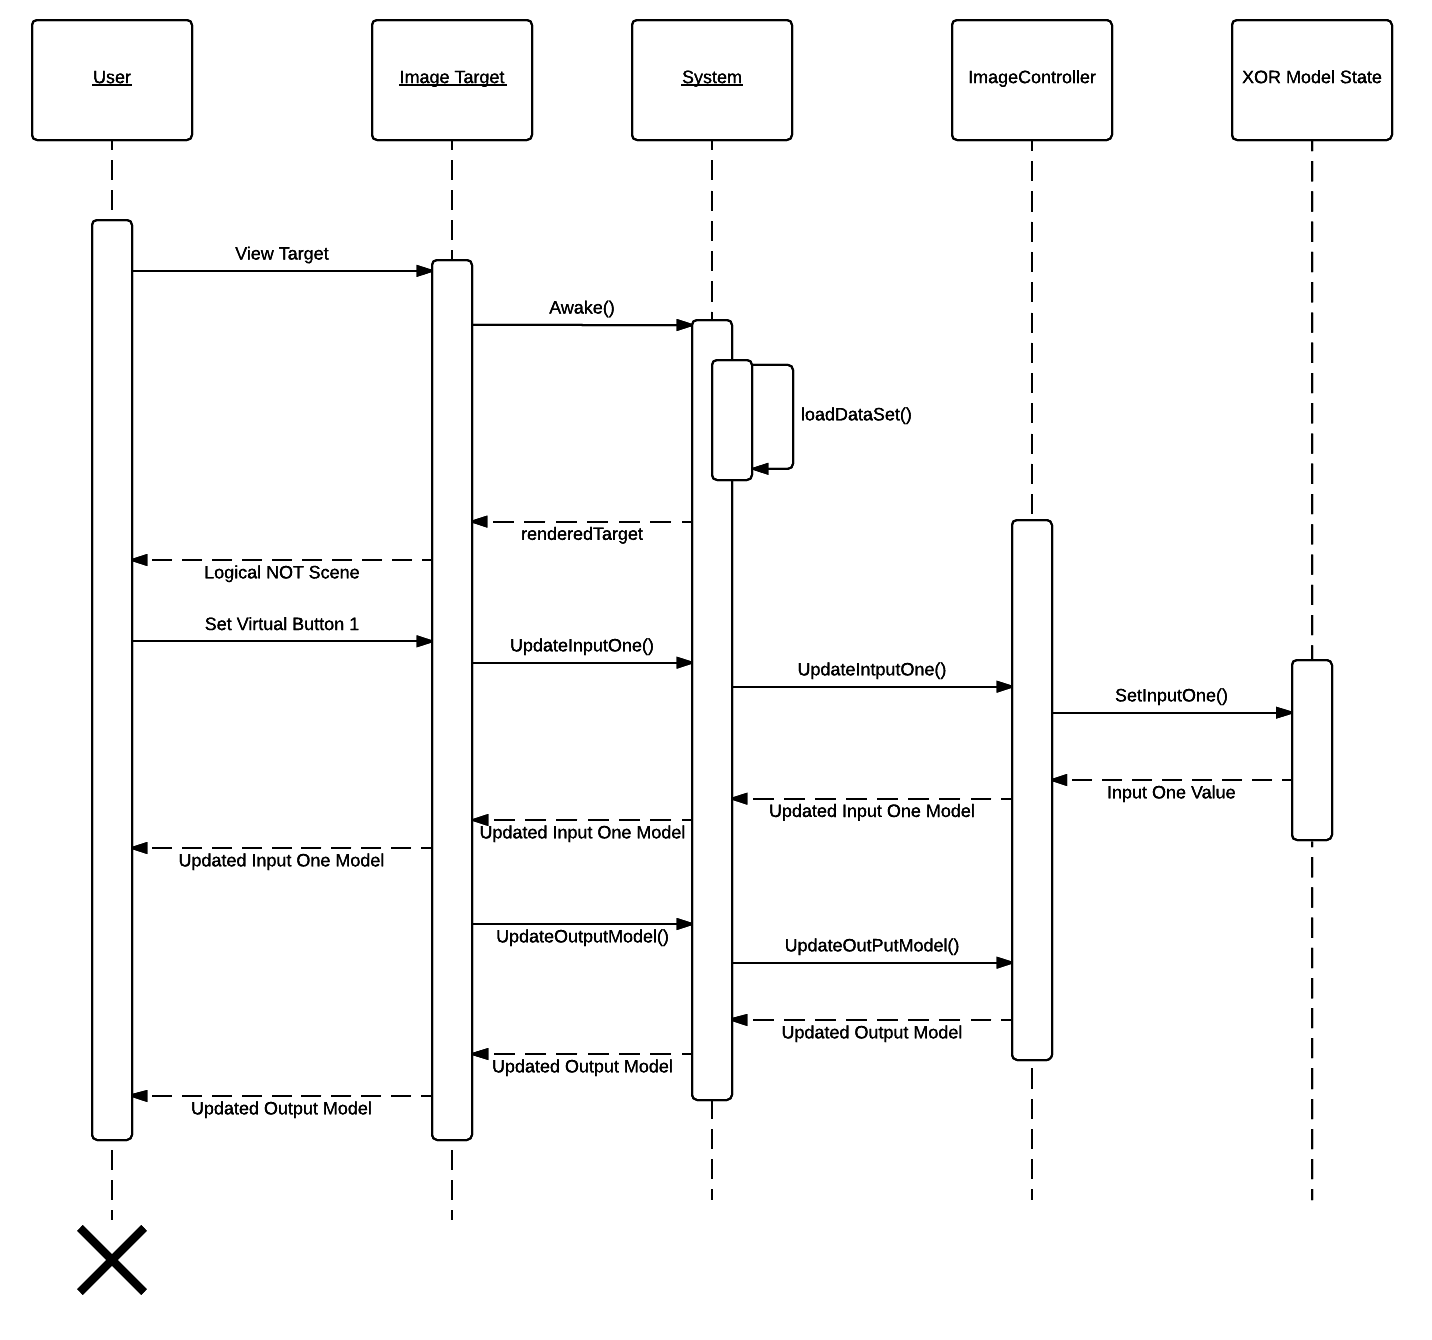 User
Image Target
System
ImageController
XOR Model State
View Target
Awake()
loadDataSet()
renderedTarget
Logical NOT Scene
Set Virtual Button 1
UpdateInputOne()
UpdateIntputOne()
SetInputOne()
Input One Value
Updated Input One Model
Updated Input One Model
Updated Input One Model
UpdateOutputModel()
UpdateOutPutModel()
Updated Output Model
Updated Output Model
Updated Output Model